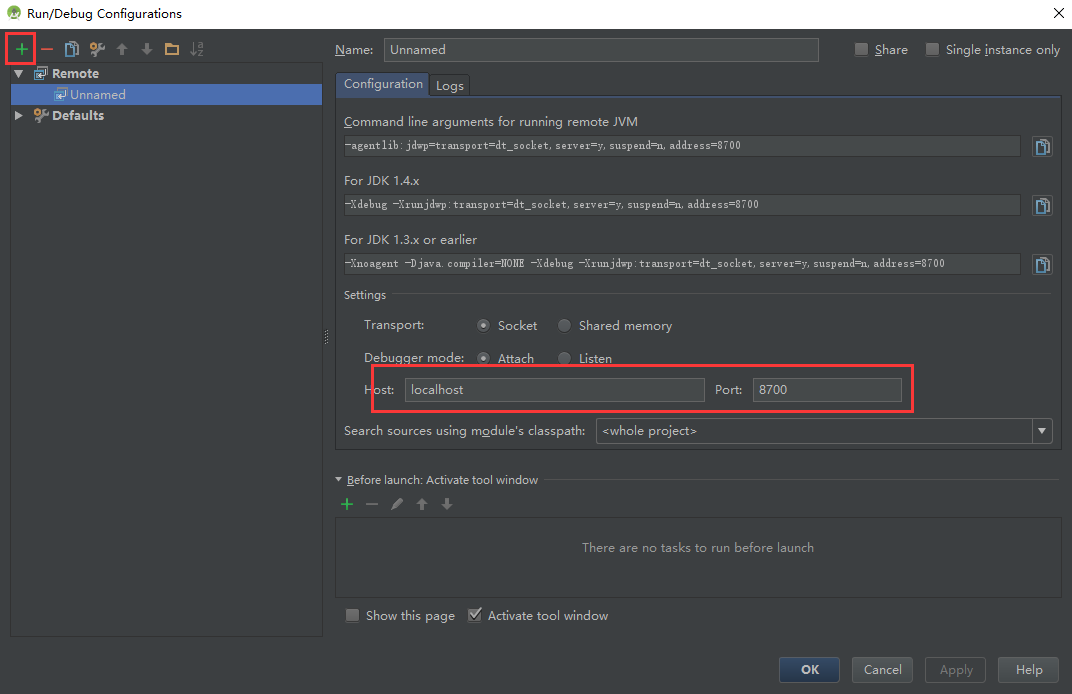 Run/Debug Configurations
Name: Unnamed Share Single instance only
Remote
Unnamed
Defaults
Configuration Logs
Command line arguments for running remote JVM
-agentlib:jdwp=transport=dt_socket,server=y,suspend=n,address=8700
For JDK 1.4.x
-Xdebug -Xrunjdwp:transport=dt_socket,server=y,suspend=n,address=8700
For JDK 1.3.x or earlier
-Xnoagent -Djava.compiler=NONE -Xdebug -Xrunjdwp:transport=dt_socket,server=y,suspend=n,address=8700
Settings
Transport: Socket Shared memory
Debugger mode: Attach Listen
Host: localhost Port: 8700
Search sources using module's classpath: <whole project>
Before launch: Activate tool window
There are no tasks to run before launch
Show this page Activate tool window
OK Cancel Apply Help